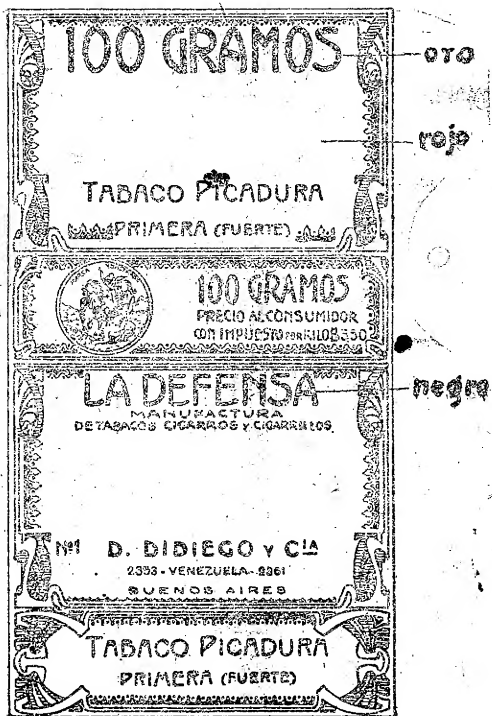 100 GRAMOS
oro
rojo
TABACO PICADURA
PRIMERA (FUERTE)
100 GRAMOS
PRECIO AL CONSUMIDOR
CON IMPUESTO POR KILO $ 3.50
LA DEFENSA
negro
MANUFACTURA
DE TABACOS CIGARROS Y CIGARRILLOS
Nº1 D. DIDIEGO Y CIA
2353 - VENEZUELA - 2361
BUENOS AIRES
TABACO PICADURA
PRIMERA (FUERTE)